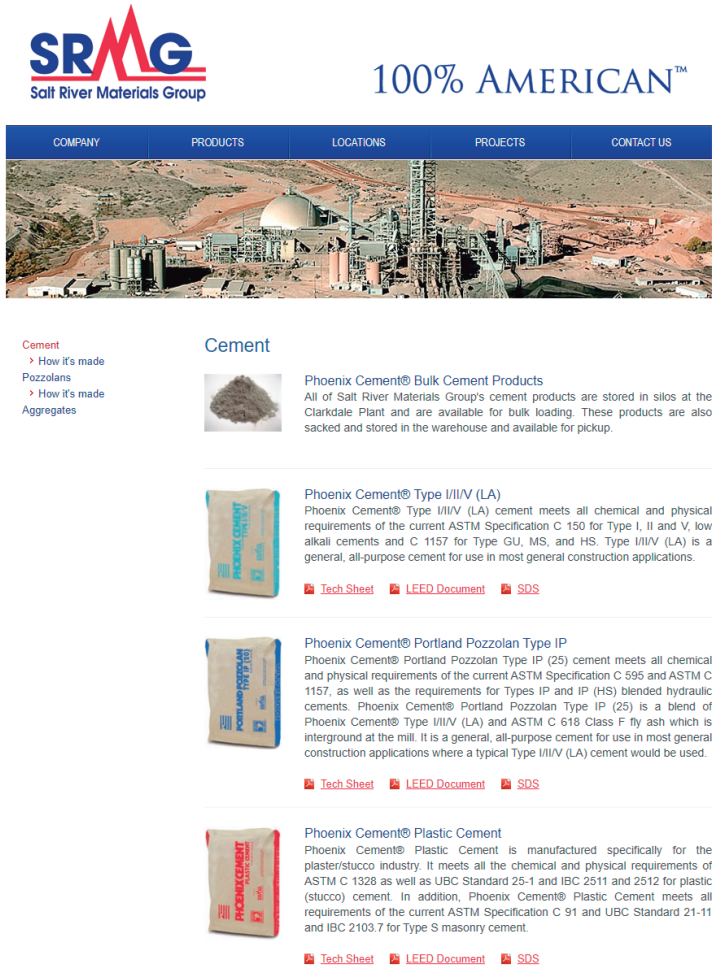 SRMG
Salt River Materials Group
100% AMERICAN™
COMPANY PRODUCTS LOCATIONS PROJECTS CONTACT US
Cement
> How it's made
Pozzolans
> How it's made
Aggregates
Cement
Phoenix Cement® Bulk Cement Products
All of Salt River Materials Group's cement products are stored in silos at the
Clarkdale Plant and are available for bulk loading. These products are also
sacked and stored in the warehouse and available for pickup.
PHOENIX CEMENT
TYPE I/II/V
Phoenix Cement® Type I/II/V (LA)
Phoenix Cement® Type I/II/V (LA) cement meets all chemical and physical
requirements of the current ASTM Specification C 150 for Type I, II and V, low
alkali cements and C 1157 for Type GU, MS, and HS. Type I/II/V (LA) is a
general, all-purpose cement for use in most general construction applications.
Tech Sheet LEED Document SDS
PORTLAND POZZOLAN
TYPE IP (25)
Phoenix Cement® Portland Pozzolan Type IP
Phoenix Cement® Portland Pozzolan Type IP (25) cement meets all chemical
and physical requirements of the current ASTM Specification C 595 and ASTM C
1157, as well as the requirements for Types IP and IP (HS) blended hydraulic
cements. Phoenix Cement® Portland Pozzolan Type IP (25) is a blend of
Phoenix Cement® Type I/II/V (LA) and ASTM C 618 Class F fly ash which is
interground at the mill. It is a general, all-purpose cement for use in most general
construction applications where a typical Type I/II/V (LA) cement would be used.
Tech Sheet LEED Document SDS
PHOENIX CEMENT
PLASTIC CEMENT
Phoenix Cement® Plastic Cement
Phoenix Cement® Plastic Cement is manufactured specifically for the
plaster/stucco industry. It meets all the chemical and physical requirements of
ASTM C 1328 as well as UBC Standard 25-1 and IBC 2511 and 2512 for plastic
(stucco) cement. In addition, Phoenix Cement® Plastic Cement meets all
requirements of the current ASTM Specification C 91 and UBC Standard 21-11
and IBC 2103.7 for Type S masonry cement.
Tech Sheet LEED Document SDS